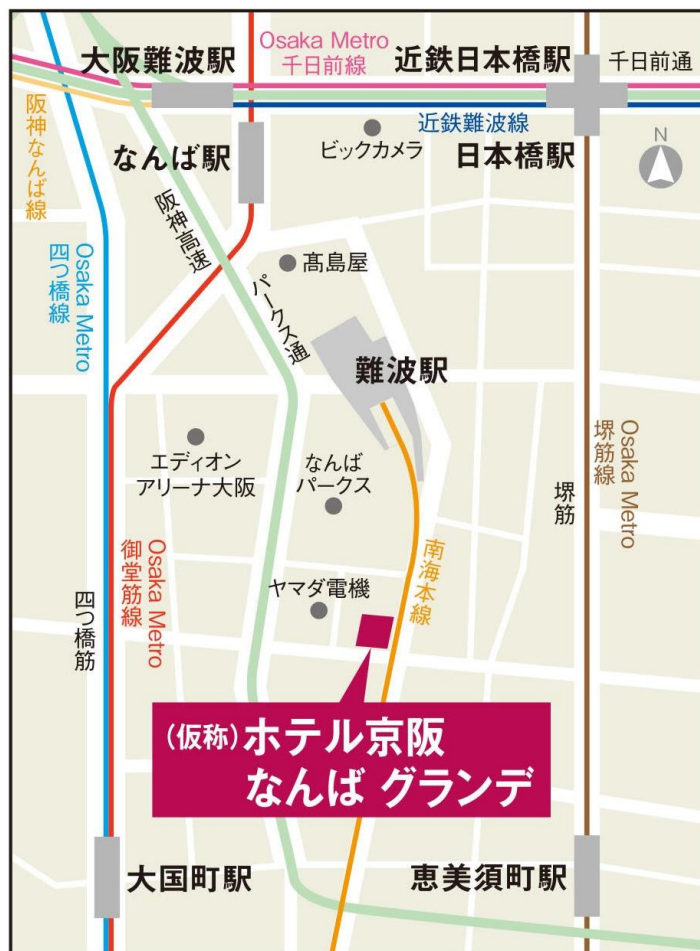 大阪難波駅
Osaka Metro
千日前線
近鉄日本橋駅
千日前通
阪神なんば線
なんば駅
ビックカメラ
近鉄難波線
日本橋駅
N
阪神高速
Osaka Metro
四つ橋線
髙島屋
パークス通
難波駅
エディオン
アリーナ大阪
なんば
パークス
Osaka Metro
堺筋線
堺筋
Osaka Metro
御堂筋線
四つ橋筋
ヤマダ電機
南海本線
(仮称)ホテル京阪
なんば グランデ
大国町駅
恵美須町駅